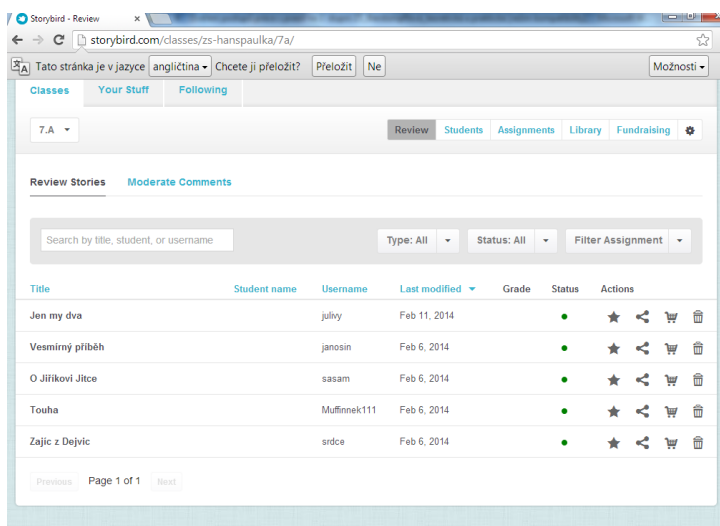 Storybird - Review
storybird.com/classes/zs-hanspaulka/7a/
Tato stránka je v jazyce angličtina Chcete ji přeložit? Přeložit Ne Možnosti
Classes Your Stuff Following
7.A Review Students Assignments Library Fundraising
Review Stories Moderate Comments
Search by title, student, or username Type: All Status: All Filter Assignment
Title Student name Username Last modified Grade Status Actions
Jen my dva julivy Feb 11, 2014
Vesmírný příběh janosin Feb 6, 2014
O Jiříkovi Jitce sasam Feb 6, 2014
Touha Muffinnek111 Feb 6, 2014
Zajíc z Dejvic srdce Feb 6, 2014
Previous Page 1 of 1 Next